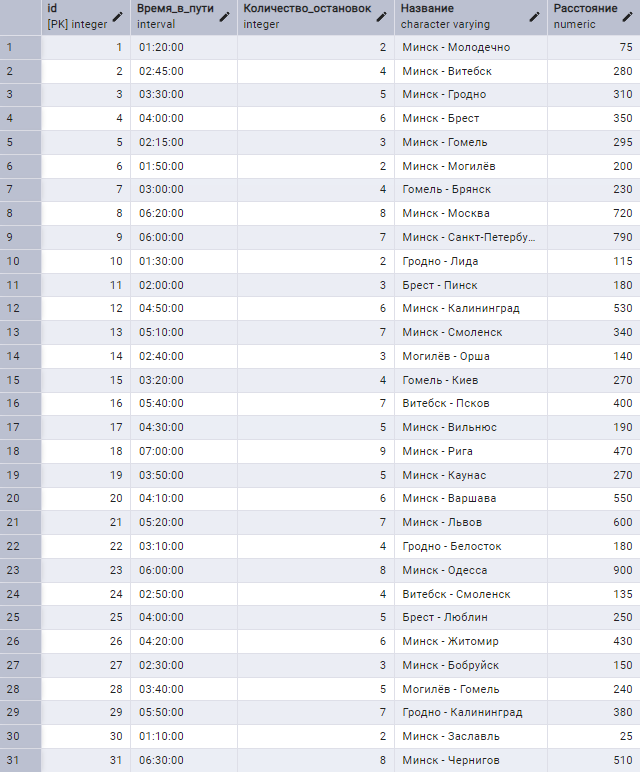 id Время_в_пути Количество_остановок Название Расстояние
[PK] integer interval integer character varying numeric
1 1 01:20:00 2 Минск - Молодечно 75
2 2 02:45:00 4 Минск - Витебск 280
3 3 03:30:00 5 Минск - Гродно 310
4 4 04:00:00 6 Минск - Брест 350
5 5 02:15:00 3 Минск - Гомель 295
6 6 01:50:00 2 Минск - Могилёв 200
7 7 03:00:00 4 Гомель - Брянск 230
8 8 06:20:00 8 Минск - Москва 720
9 9 06:00:00 7 Минск - Санкт-Петербу… 790
10 10 01:30:00 2 Гродно - Лида 115
11 11 02:00:00 3 Брест - Пинск 180
12 12 04:50:00 6 Минск - Калининград 530
13 13 05:10:00 7 Минск - Смоленск 340
14 14 02:40:00 3 Могилёв - Орша 140
15 15 03:20:00 4 Гомель - Киев 270
16 16 05:40:00 7 Витебск - Псков 400
17 17 04:30:00 5 Минск - Вильнюс 190
18 18 07:00:00 9 Минск - Рига 470
19 19 03:50:00 5 Минск - Каунас 270
20 20 04:10:00 6 Минск - Варшава 550
21 21 05:20:00 7 Минск - Львов 600
22 22 03:10:00 4 Гродно - Белосток 180
23 23 06:00:00 8 Минск - Одесса 900
24 24 02:50:00 4 Витебск - Смоленск 135
25 25 04:00:00 5 Брест - Люблин 250
26 26 04:20:00 6 Минск - Житомир 430
27 27 02:30:00 3 Минск - Бобруйск 150
28 28 03:40:00 5 Могилёв - Гомель 240
29 29 05:50:00 7 Гродно - Калининград 380
30 30 01:10:00 2 Минск - Заславль 25
31 31 06:30:00 8 Минск - Чернигов 510